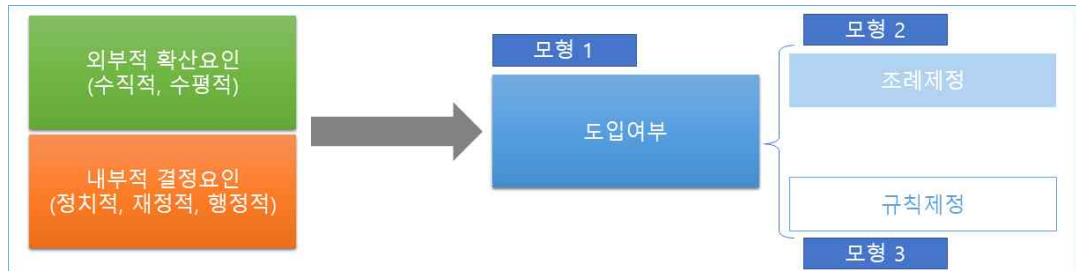 외부적 확산요인
(수직적, 수평적)
내부적 결정요인
(정치적, 재정적, 행정적)
모형 1
도입여부
모형 2
조례제정
규칙제정
모형 3